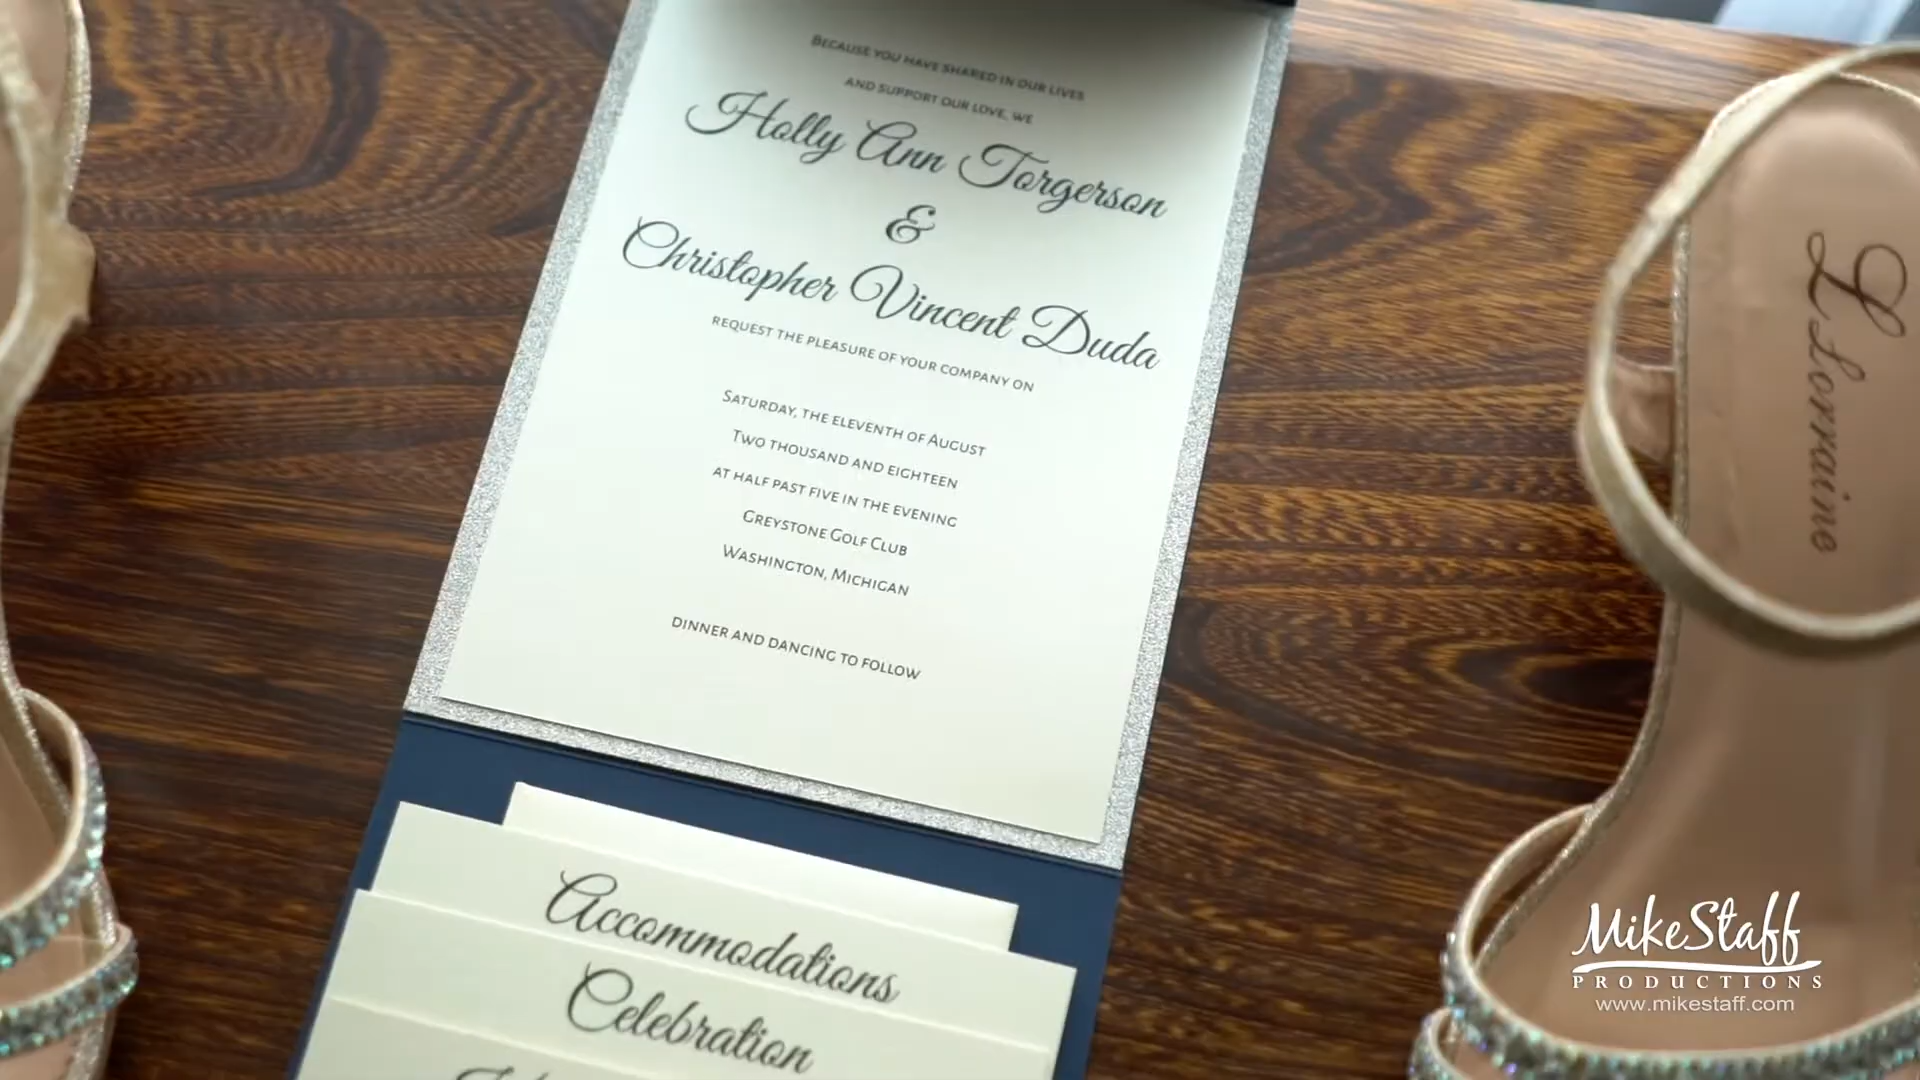 Because you have shared in our lives
and support our love, we
Holly Ann Torgerson
&
Christopher Vincent Duda
request the pleasure of your company on
Saturday, the eleventh of August
Two thousand and eighteen
at half past five in the evening
Greystone Golf Club
Washington, Michigan
dinner and dancing to follow
Accommodations
Celebration
Lorraine
MikeStaff
PRODUCTIONS
www.mikestaff.com